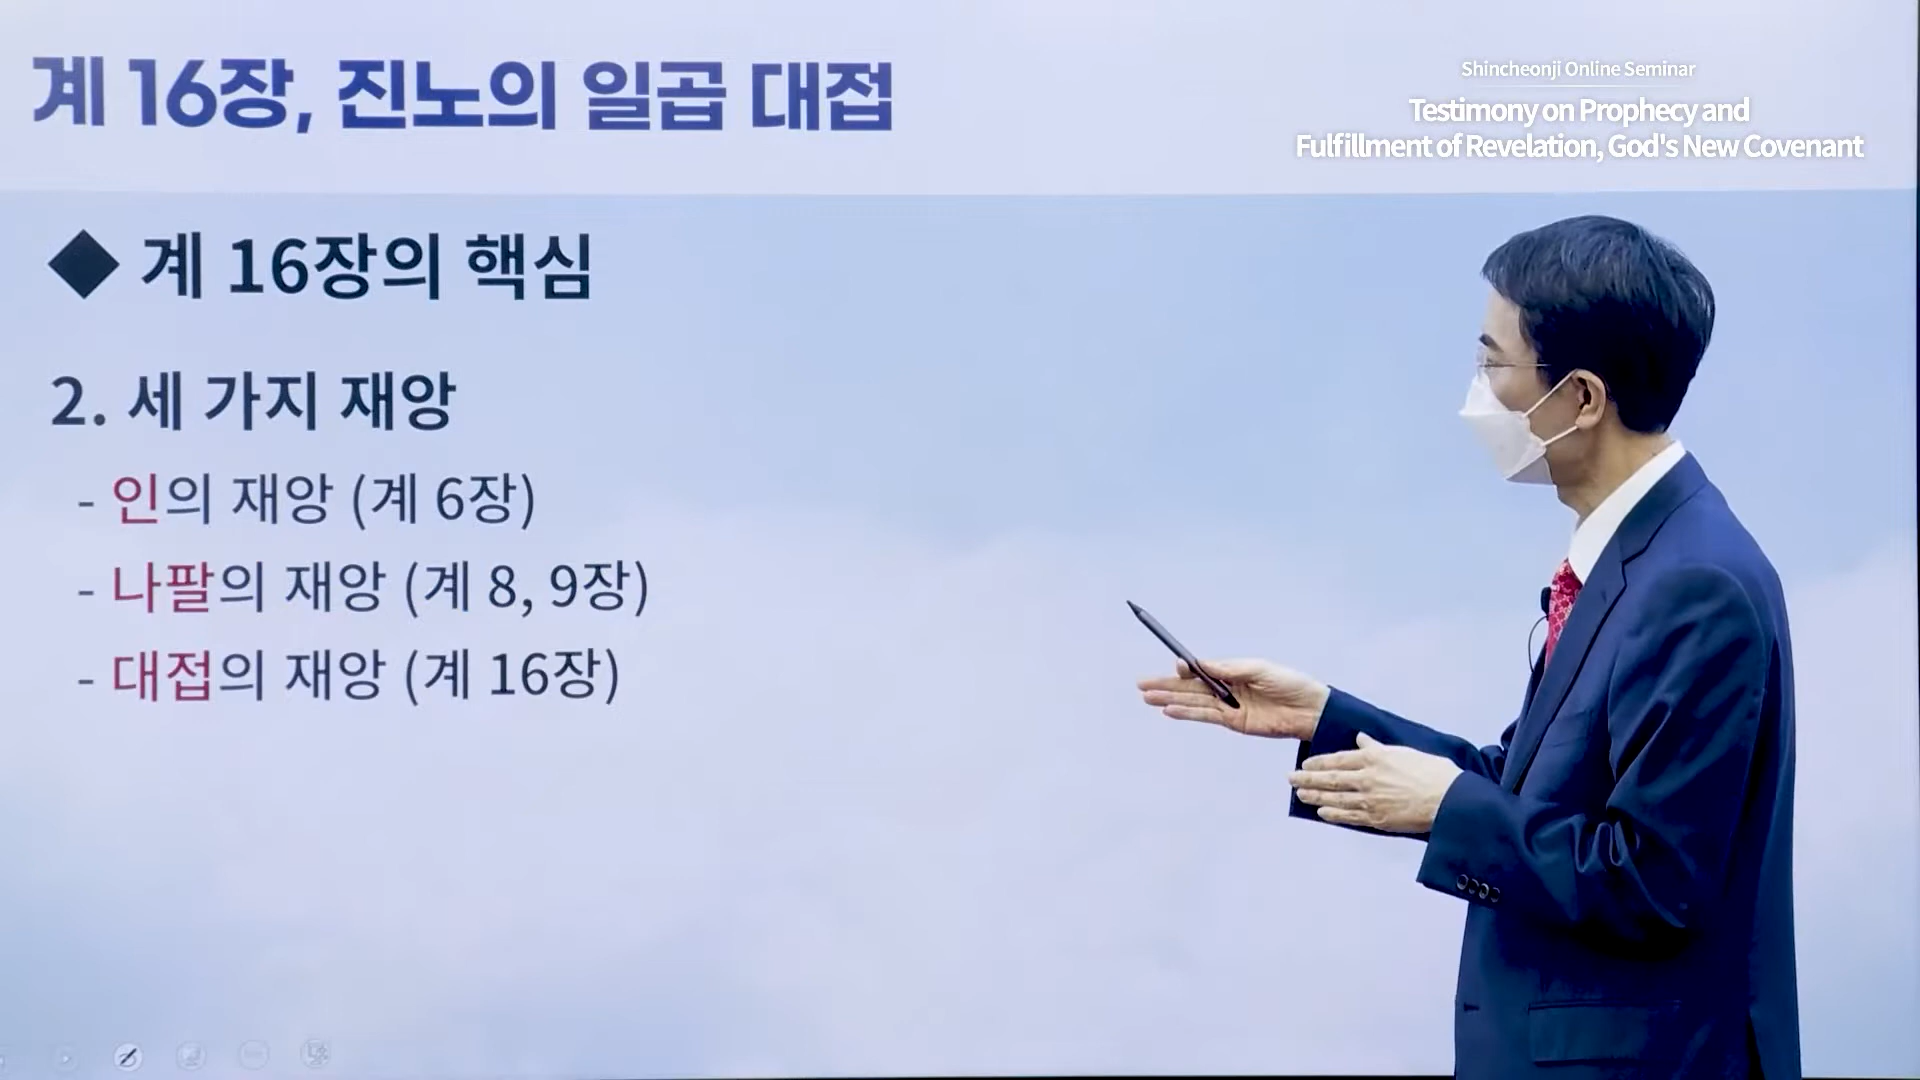 계 16장, 진노의 일곱 대접
Shincheonji Online Seminar
Testimony on Prophecy and
Fulfillment of Revelation, God's New Covenant
◆ 계 16장의 핵심
2. 세 가지 재앙
- 인의 재앙 (계 6장)
- 나팔의 재앙 (계 8, 9장)
- 대접의 재앙 (계 16장)